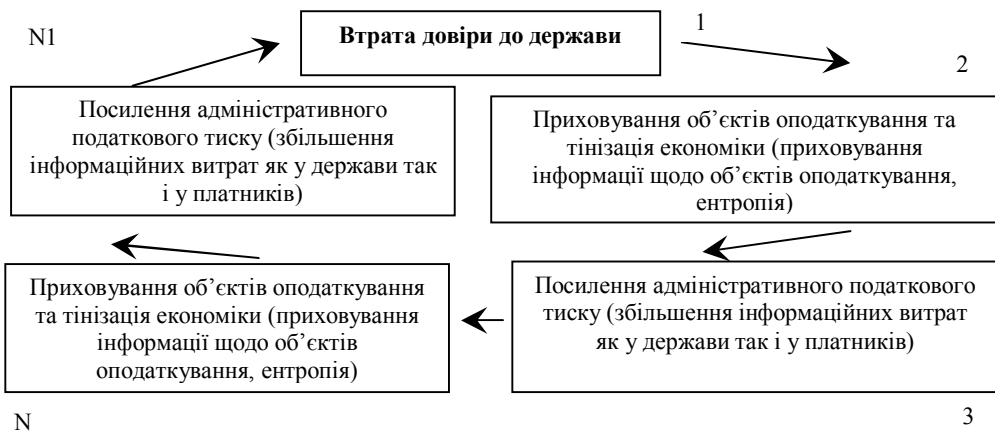 N1
Втрата довіри до держави
1
2
Посилення адміністративного
податкового тиску (збільшення
інформаційних витрат як у держави так
і у платників)
Приховування об’єктів оподаткування та
тінізація економіки (приховування
інформації щодо об’єктів оподаткування,
ентропія)
Приховування об’єктів оподаткування
та тінізація економіки (приховування
інформації щодо об’єктів
оподаткування, ентропія)
Посилення адміністративного податкового
тиску (збільшення інформаційних витрат
як у держави так і у платників)
N
3